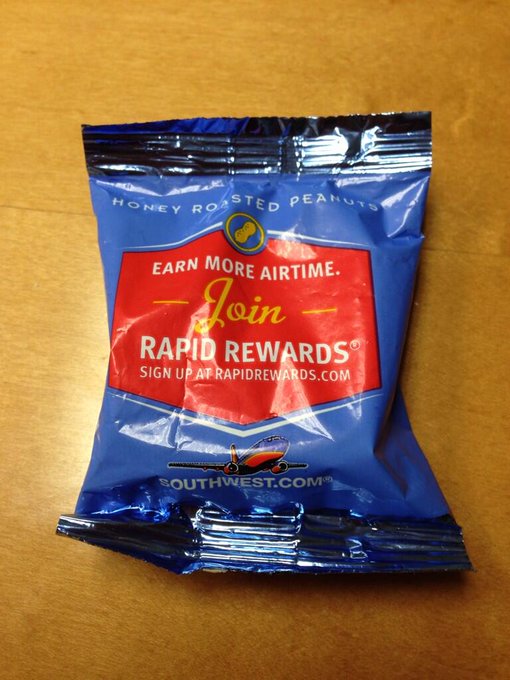 HONEY ROASTED PEANUTS
EARN MORE AIRTIME.
Join
RAPID REWARDS®
SIGN UP AT RAPIDREWARDS.COM
SOUTHWEST.COM®